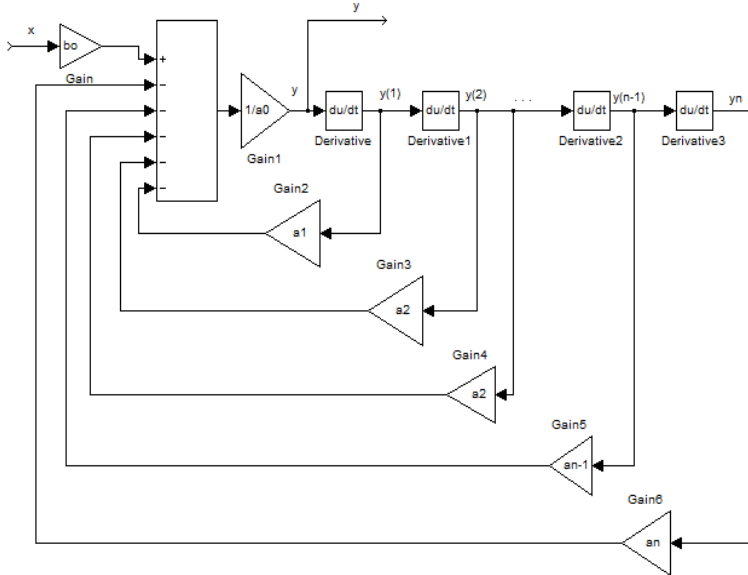 x
bo
Gain
+
−
−
−
−
−
1/a0
Gain1
y
y
du/dt
Derivative
y(1)
du/dt
Derivative1
y(2)
. . .
du/dt
Derivative2
y(n-1)
du/dt
Derivative3
yn
Gain2
a1
Gain3
a2
Gain4
a2
Gain5
an-1
Gain6
an